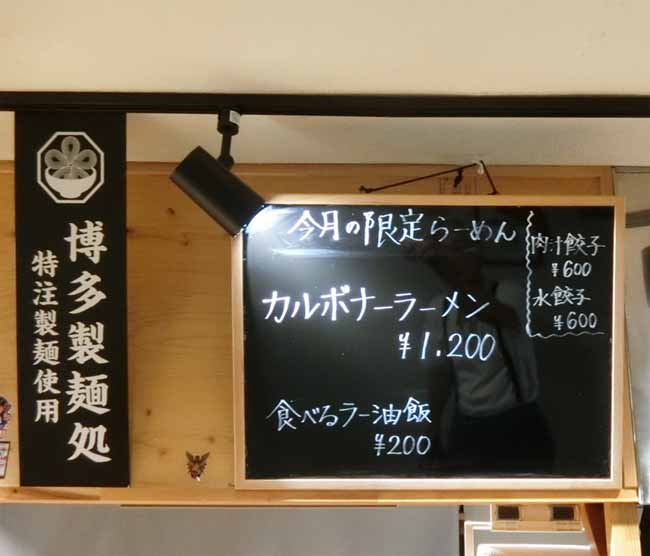 博多製麺処
特注製麺使用
今月の限定らーめん
カルボナーラーメン
¥1.200
食べるラー油飯
¥200
肉汁餃子
¥600
水餃子
¥600